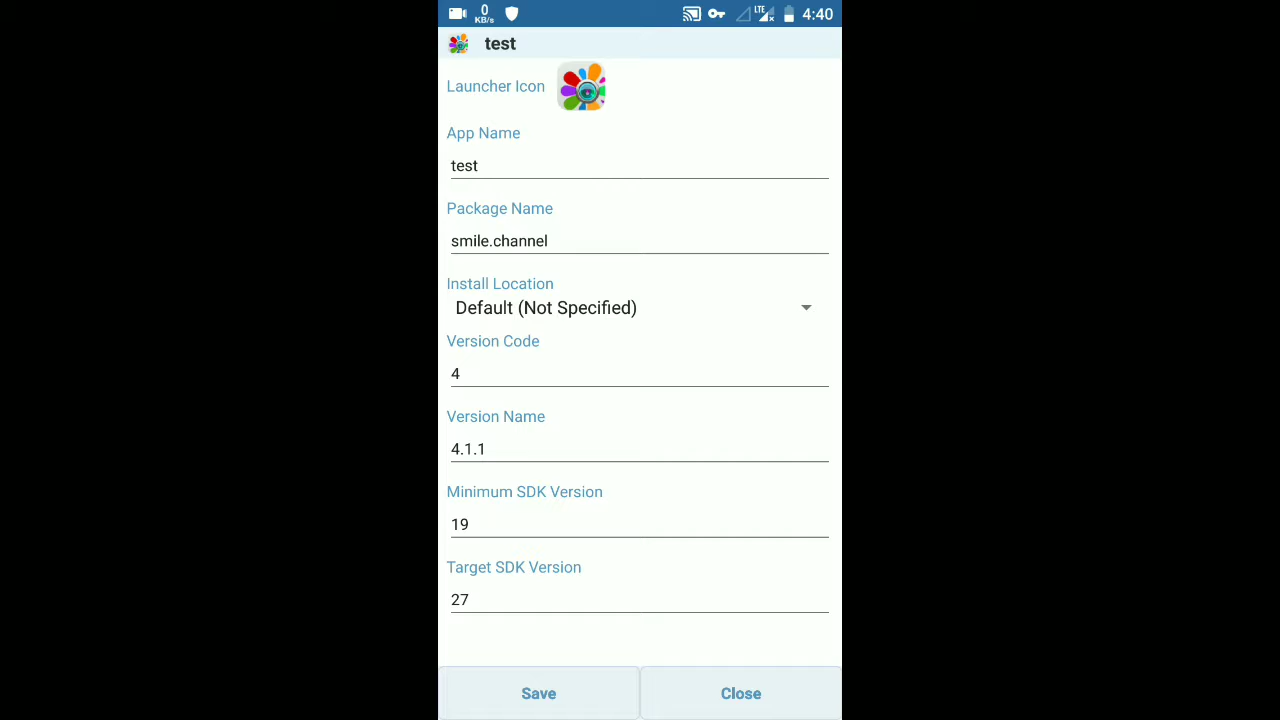 0
KB/s
LTE
4:40
test
Launcher Icon
App Name
test
Package Name
smile.channel
Install Location
Default (Not Specified)
Version Code
4
Version Name
4.1.1
Minimum SDK Version
19
Target SDK Version
27
Save
Close